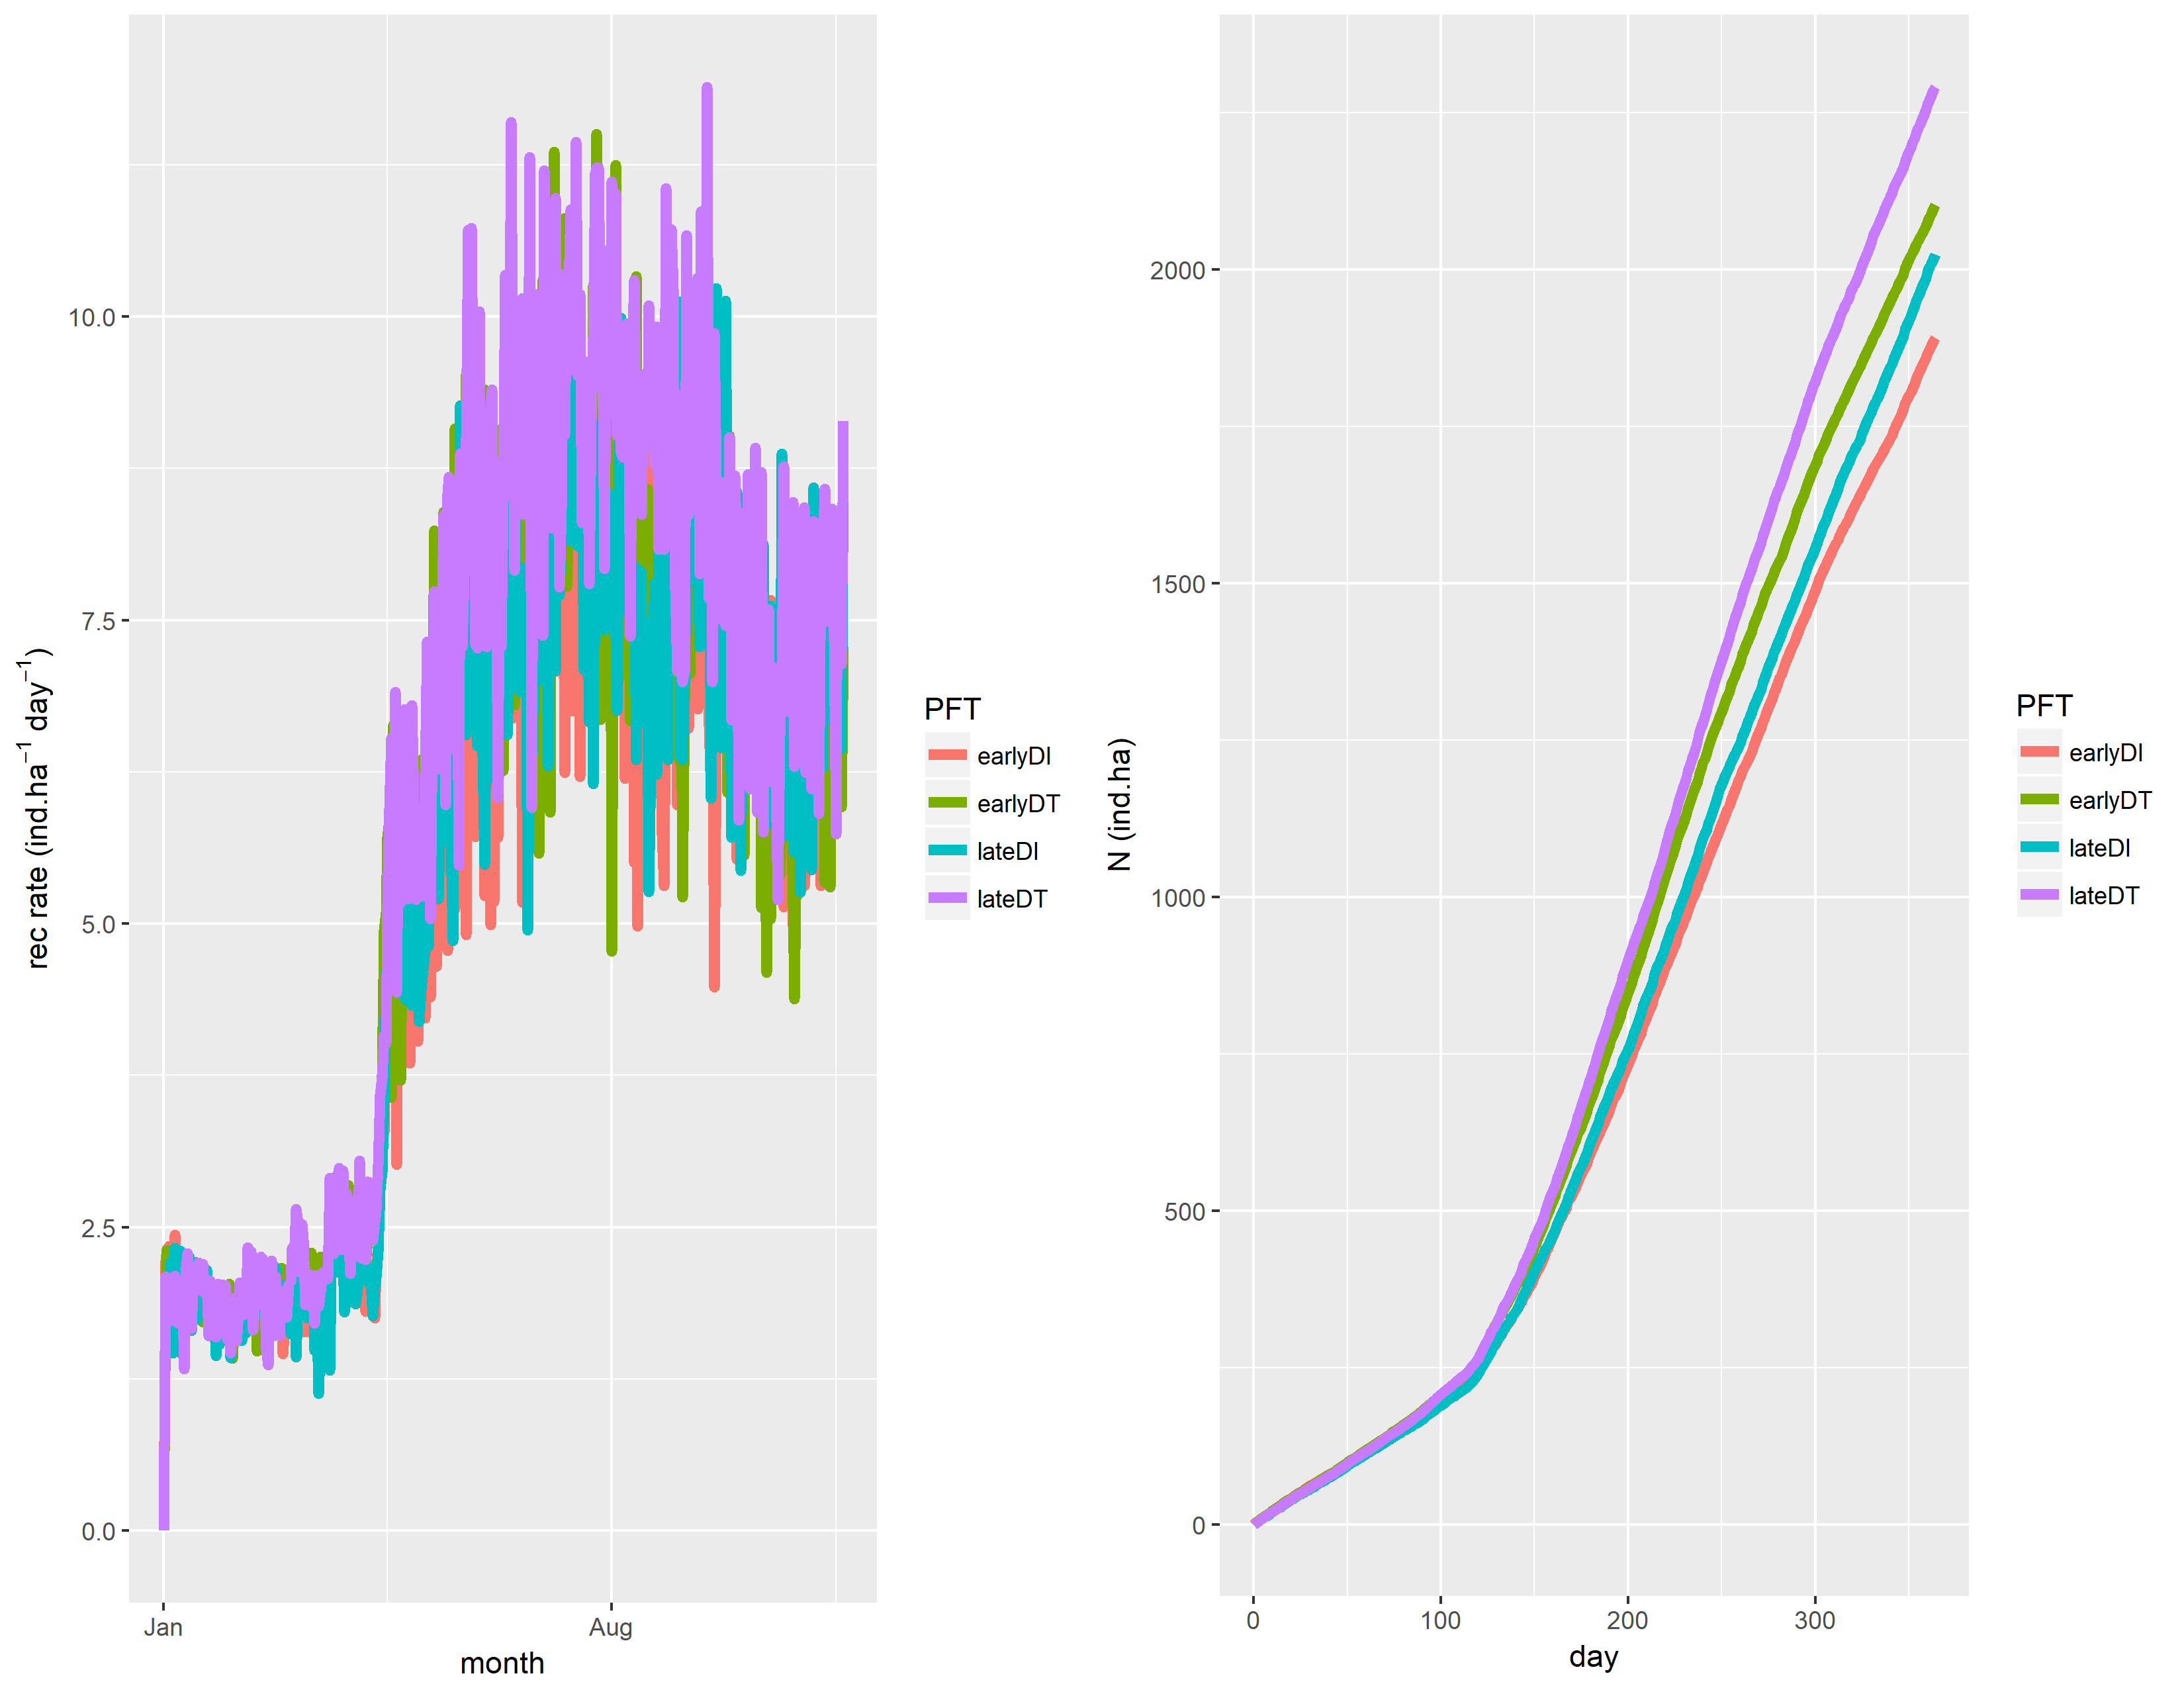 rec rate (ind.ha⁻¹ day⁻¹)
10.0
7.5
5.0
2.5
0.0
Jan
Aug
month
PFT
earlyDI
earlyDT
lateDI
lateDT
N (ind.ha)
2000
1500
1000
500
0
0
100
200
300
day
PFT
earlyDI
earlyDT
lateDI
lateDT